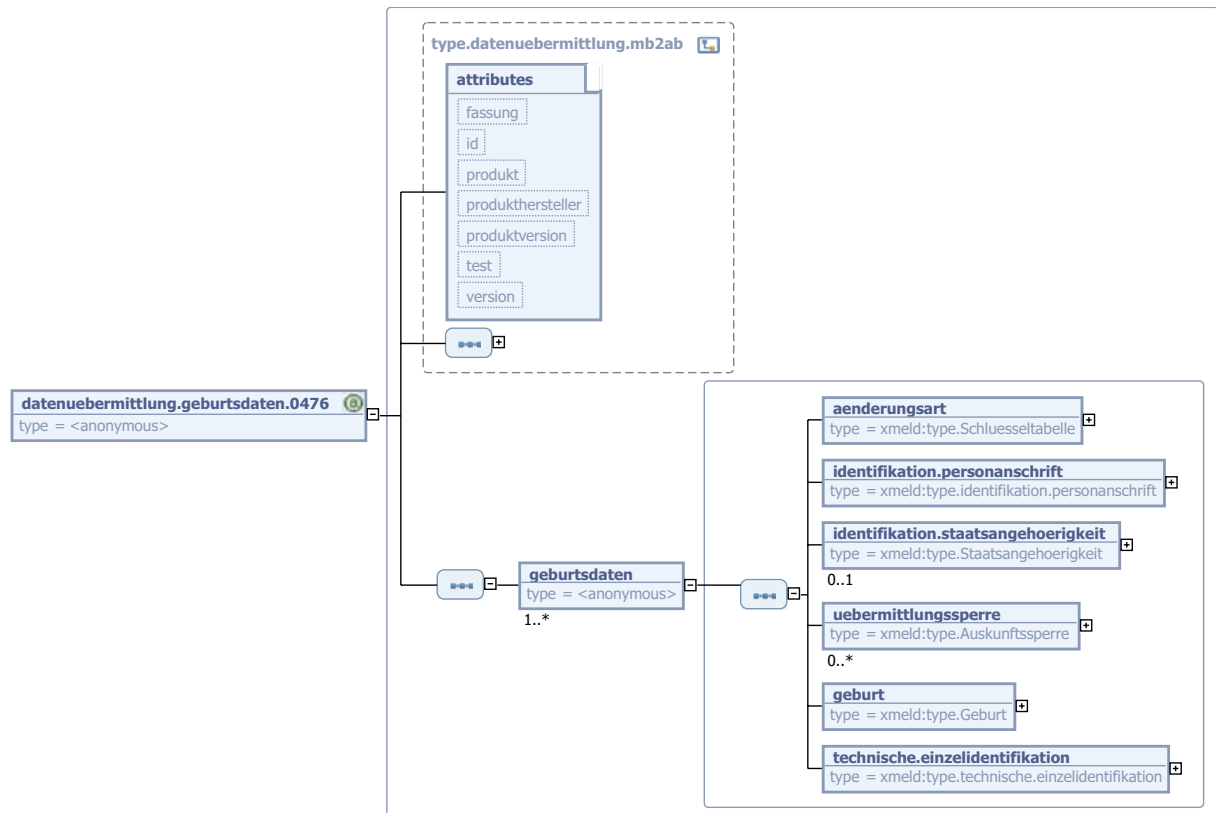 type.datenuebermittlung.mb2ab
attributes
fassung
id
produkt
produkthersteller
produktversion
test
version
datenuebermittlung.geburtsdaten.0476
type = <anonymous>
geburtsdaten
type = <anonymous>
1..*
aenderungsart
type = xmeld:type.Schluesseltabelle
identifikation.personanschrift
type = xmeld:type.identifikation.personanschrift
identifikation.staatsangehoerigkeit
type = xmeld:type.Staatsangehoerigkeit
0..1
uebermittlungssperre
type = xmeld:type.Auskunftssperre
0..*
geburt
type = xmeld:type.Geburt
technische.einzelidentifikation
type = xmeld:type.technische.einzelidentifikation